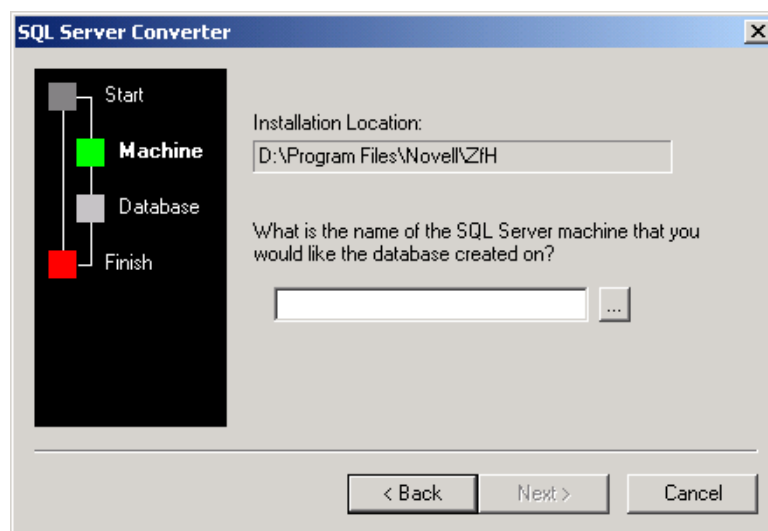 SQL Server Converter
Start
Machine
Database
Finish
Installation Location:
D:\Program Files\Novell\ZfH
What is the name of the SQL Server machine that you
would like the database created on?
...
< Back
Next >
Cancel